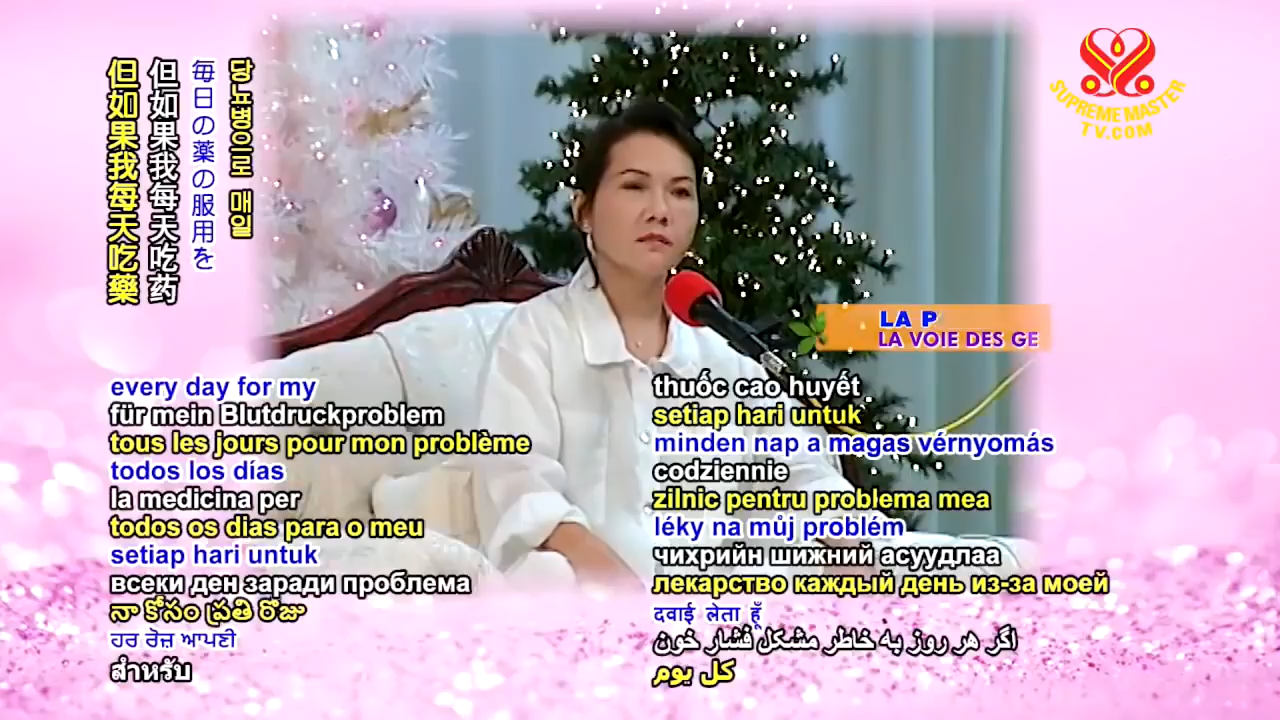 但如果我每天吃藥
但如果我每天吃药
毎日の薬の服用を
당뇨병으로 매일
SUPREME MASTER
TV.COM
LA P
LA VOIE DES GE
every day for my
für mein Blutdruckproblem
tous les jours pour mon problème
todos los días
la medicina per
todos os dias para o meu
setiap hari untuk
всеки ден заради проблема
నా కోసం ప్రతి రోజు
ਹਰ ਰੋਜ਼ ਆਪਣੀ
สำหรับ
thuốc cao huyết
setiap hari untuk
minden nap a magas vérnyomás
codziennie
zilnic pentru problema mea
léky na můj problém
чихрийн шижний асуудлаа
лекарство каждый день из-за моей
दवाई लेता हूँ
اگر هر روز به خاطر مشکل فشار خون
كل يوم